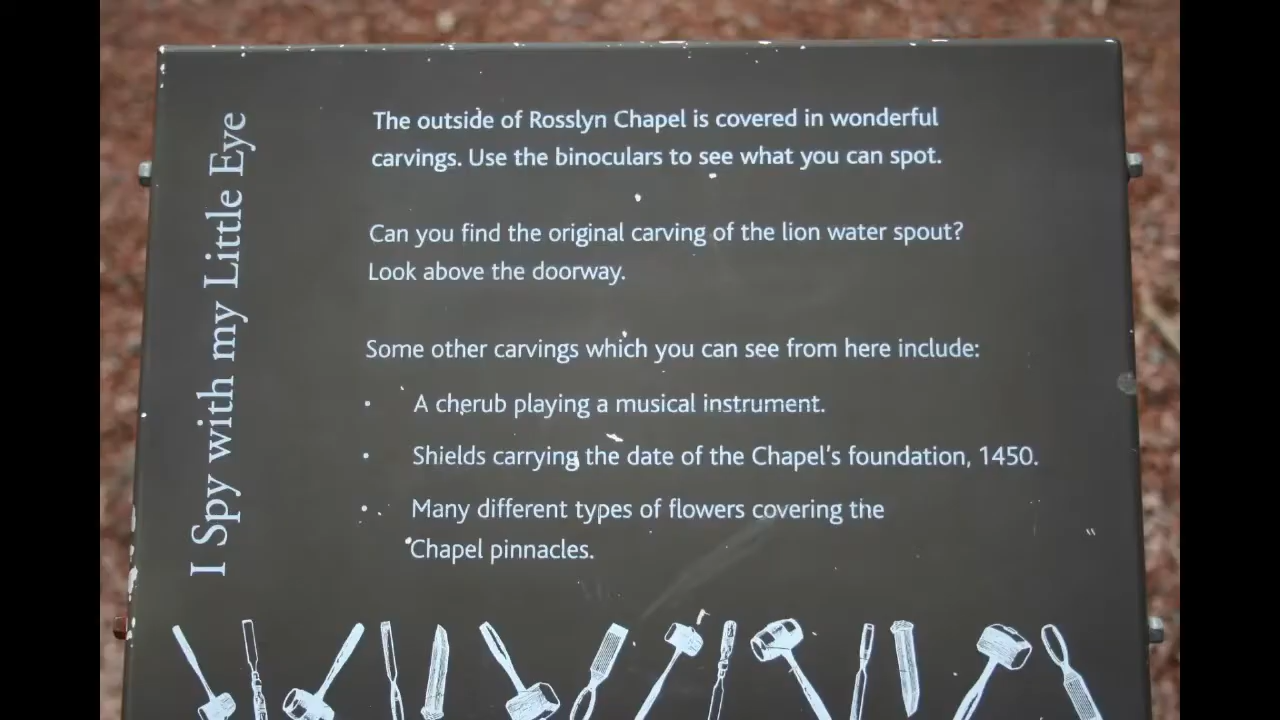 I Spy with my Little Eye
The outside of Rosslyn Chapel is covered in wonderful
carvings. Use the binoculars to see what you can spot.
Can you find the original carving of the lion water spout?
Look above the doorway.
Some other carvings which you can see from here include:
· A cherub playing a musical instrument.
· Shields carrying the date of the Chapel's foundation, 1450.
· Many different types of flowers covering the
Chapel pinnacles.